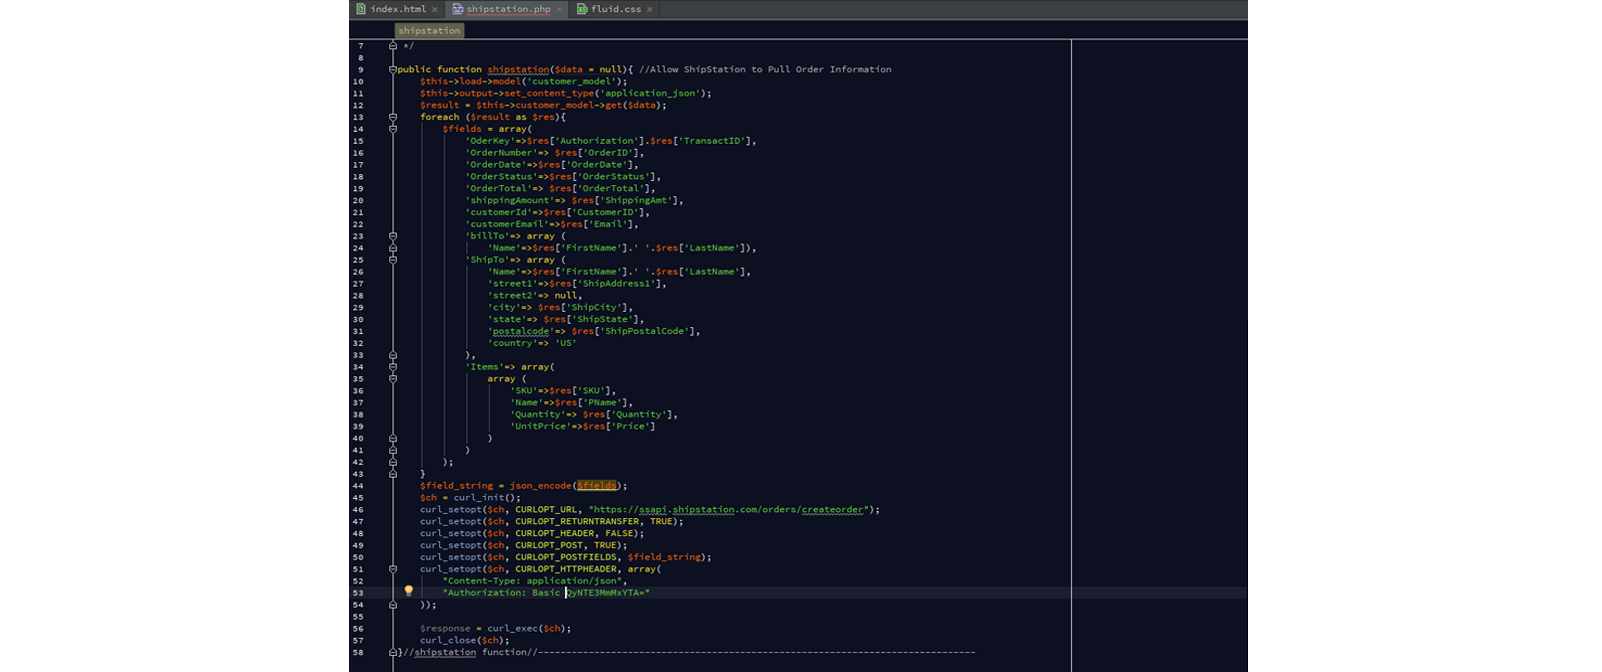 index.html × shipstation.php × fluid.css ×
shipstation
7 */
8
9 public function shipstation($data = null){ //Allow ShipStation to Pull Order Information
10 $this->load->model('customer_model');
11 $this->output->set_content_type('application_json');
12 $result = $this->customer_model->get($data);
13 foreach ($result as $res){
14 $fields = array(
15 'OderKey'=>$res['Authorization'].$res['TransactID'],
16 'OrderNumber'=> $res['OrderID'],
17 'OrderDate'=>$res['OrderDate'],
18 'OrderStatus'=>$res['OrderStatus'],
19 'OrderTotal'=> $res['OrderTotal'],
20 'shippingAmount'=> $res['ShippingAmt'],
21 'customerId'=>$res['CustomerID'],
22 'customerEmail'=>$res['Email'],
23 'billTo'=> array (
24 'Name'=>$res['FirstName'].' '.$res['LastName']),
25 'ShipTo'=> array (
26 'Name'=>$res['FirstName'].' '.$res['LastName'],
27 'street1'=>$res['ShipAddress1'],
28 'street2'=> null,
29 'city'=> $res['ShipCity'],
30 'state'=> $res['ShipState'],
31 'postalcode'=> $res['ShipPostalCode'],
32 'country'=> 'US'
33 ),
34 'Items'=> array(
35 array (
36 'SKU'=>$res['SKU'],
37 'Name'=>$res['PName'],
38 'Quantity'=> $res['Quantity'],
39 'UnitPrice'=>$res['Price']
40 )
41 )
42 );
43 }
44 $field_string = json_encode($fields);
45 $ch = curl_init();
46 curl_setopt($ch, CURLOPT_URL, "https://ssapi.shipstation.com/orders/createorder");
47 curl_setopt($ch, CURLOPT_RETURNTRANSFER, TRUE);
48 curl_setopt($ch, CURLOPT_HEADER, FALSE);
49 curl_setopt($ch, CURLOPT_POST, TRUE);
50 curl_setopt($ch, CURLOPT_POSTFIELDS, $field_string);
51 curl_setopt($ch, CURLOPT_HTTPHEADER, array(
52 "Content-Type: application/json",
53 "Authorization: Basic QyNTE3MmMxYTA="
54 ));
55
56 $response = curl_exec($ch);
57 curl_close($ch);
58 }//shipstation function//------------------------------------------------------------------------------